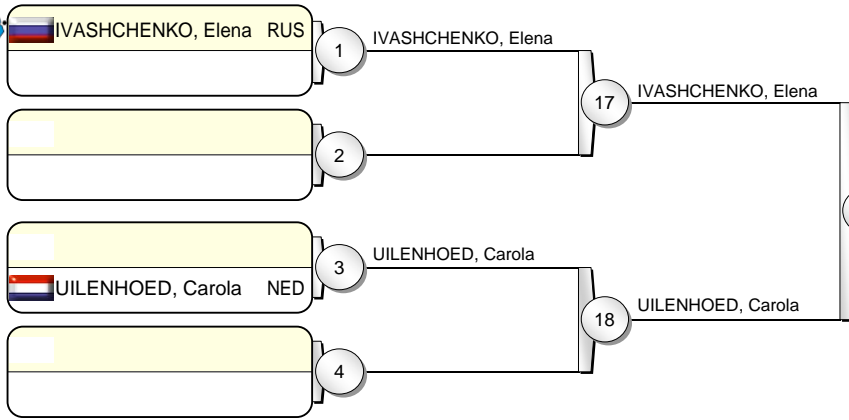 IVASHCHENKO, Elena RUS
1
IVASHCHENKO, Elena
17
IVASHCHENKO, Elena
2
3
UILENHOED, Carola
UILENHOED, Carola NED
18
UILENHOED, Carola
4